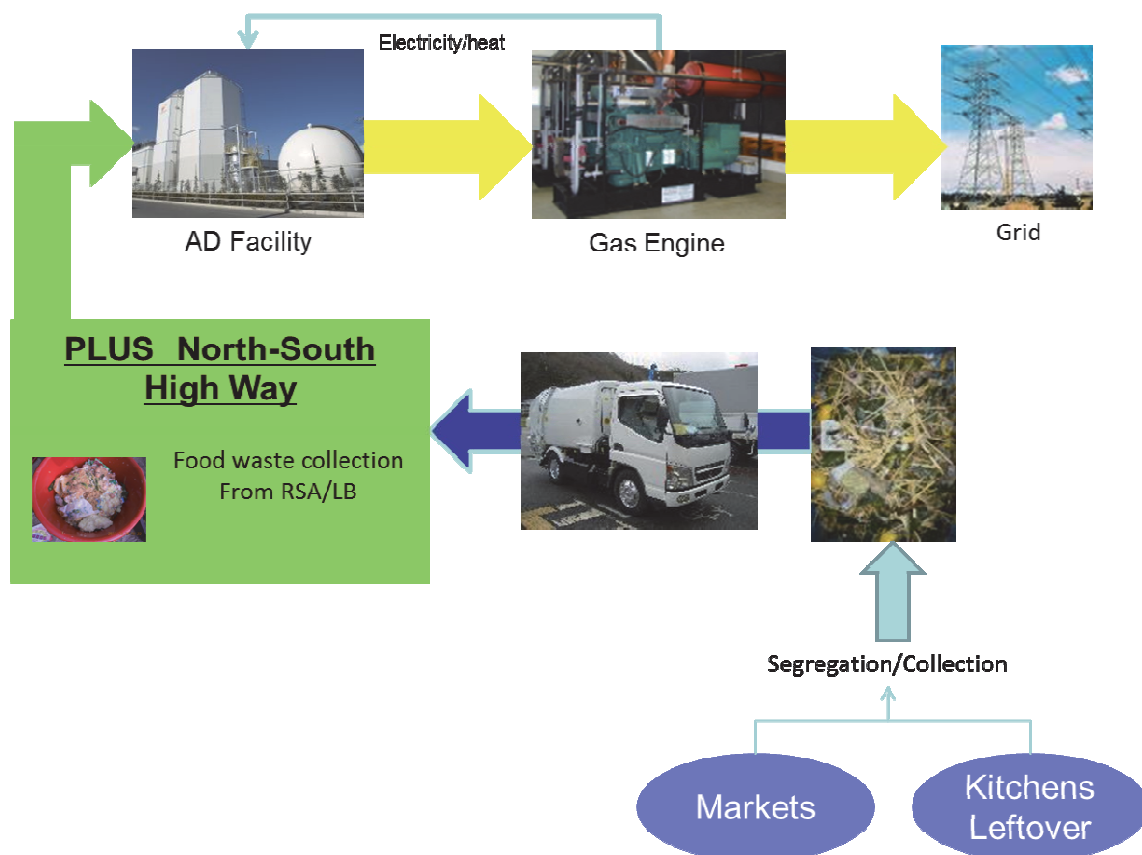 Electricity/heat
AD Facility
Gas Engine
Grid
PLUS North-South
High Way
Food waste collection
From RSA/LB
Segregation/Collection
Markets
Kitchens
Leftover